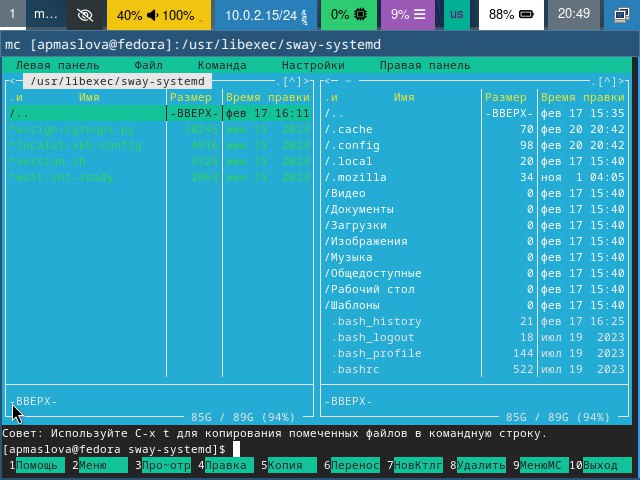 1 m... 40% 100% 10.0.2.15/24 0% 9% us 88% 20:49
mc [apmaslova@fedora]:/usr/libexec/sway-systemd
Левая панель Файл Команда Настройки Правая панель
<─ /usr/libexec/sway-systemd .[^]> <─ ~ .[^]>
.и Имя Размер Время правки .и Имя Размер Время правки
/.. -ВВЕРХ- фев 17 16:11 /.. -ВВЕРХ- фев 17 15:35
*assign-cgroups.py 10245 июн 15 2023 /.cache 70 фев 20 20:42
*locale1-xkb-config 4916 июн 15 2023 /.config 98 фев 20 20:42
*session.sh 5328 июн 15 2023 /.local 20 фев 17 15:40
*wait-sni-ready 2063 июн 15 2023 /.mozilla 34 ноя 1 04:05
/Видео 0 фев 17 15:40
/Документы 0 фев 17 15:40
/Загрузки 0 фев 17 15:40
/Изображения 0 фев 17 15:40
/Музыка 0 фев 17 15:40
/Общедоступные 0 фев 17 15:40
/Рабочий стол 0 фев 17 15:40
/Шаблоны 0 фев 17 15:40
.bash_history 21 фев 17 16:25
.bash_logout 18 июл 19 2023
.bash_profile 144 июл 19 2023
.bashrc 522 июл 19 2023
-ВВЕРХ- -ВВЕРХ-
85G / 89G (94%) 85G / 89G (94%)
Совет: Используйте C-x t для копирования помеченных файлов в командную строку.
[apmaslova@fedora sway-systemd]$
1Помощь 2Меню 3Про~отр 4Правка 5Копия 6Перенос 7НовКтлг 8Удалить 9МенюМС 10Выход